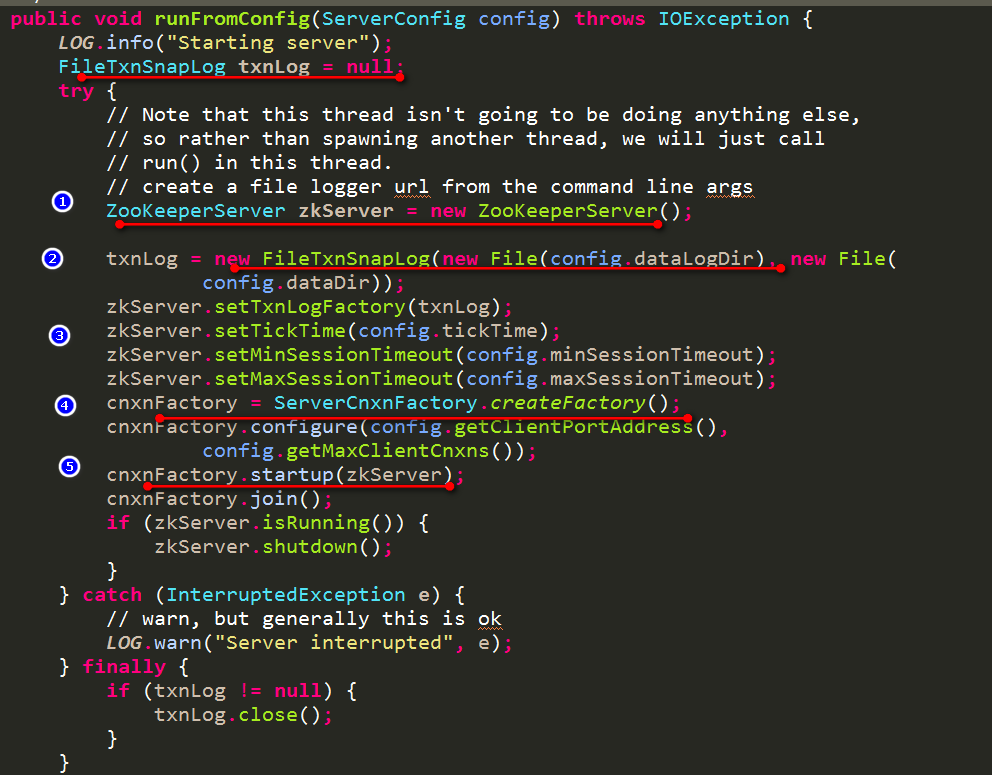 public void runFromConfig(ServerConfig config) throws IOException {
LOG.info("Starting server");
FileTxnSnapLog txnLog = null;
try {
// Note that this thread isn't going to be doing anything else,
// so rather than spawning another thread, we will just call
// run() in this thread.
// create a file logger url from the command line args
1 ZooKeeperServer zkServer = new ZooKeeperServer();
2 txnLog = new FileTxnSnapLog(new File(config.dataLogDir), new File(
config.dataDir));
zkServer.setTxnLogFactory(txnLog);
3 zkServer.setTickTime(config.tickTime);
zkServer.setMinSessionTimeout(config.minSessionTimeout);
zkServer.setMaxSessionTimeout(config.maxSessionTimeout);
4 cnxnFactory = ServerCnxnFactory.createFactory();
cnxnFactory.configure(config.getClientPortAddress(),
config.getMaxClientCnxns());
5 cnxnFactory.startup(zkServer);
cnxnFactory.join();
if (zkServer.isRunning()) {
zkServer.shutdown();
}
} catch (InterruptedException e) {
// warn, but generally this is ok
LOG.warn("Server interrupted", e);
} finally {
if (txnLog != null) {
txnLog.close();
}
}